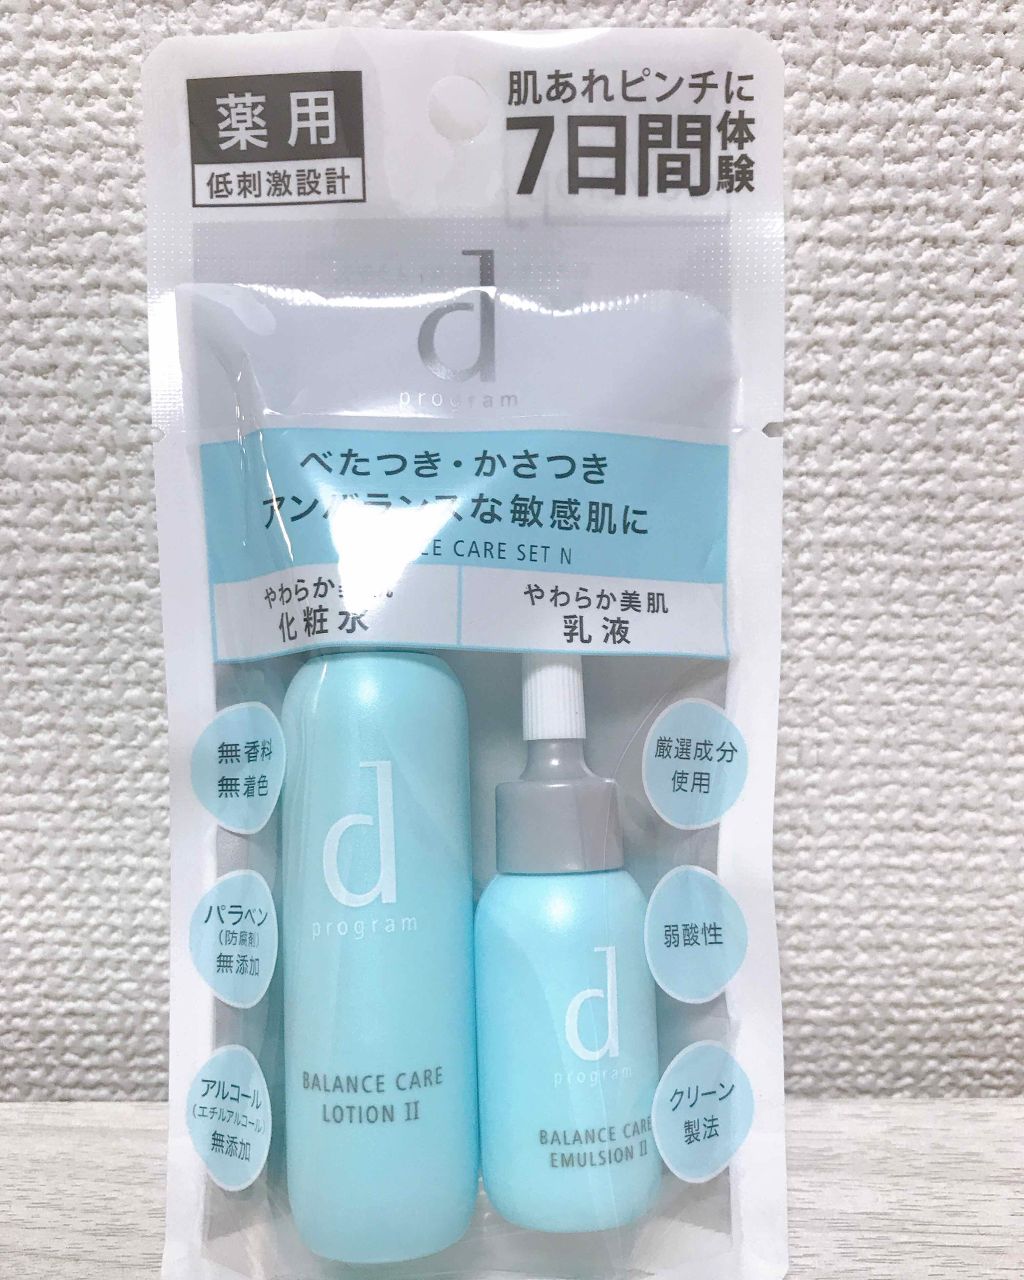 薬用
低刺激設計
肌あれピンチに
7日間体験
d
program
べたつき・かさつき
アンバランスな敏感肌に
CARE SET N
やわらか
化粧水
やわらか美肌
乳液
無香料
無着色
パラベン
（防腐剤）
無添加
アルコール
（エチルアルコール）
無添加
厳選成分
使用
弱酸性
クリーン
製法
d
program
BALANCE CARE
LOTION II
d
program
BALANCE CARE
EMULSION II